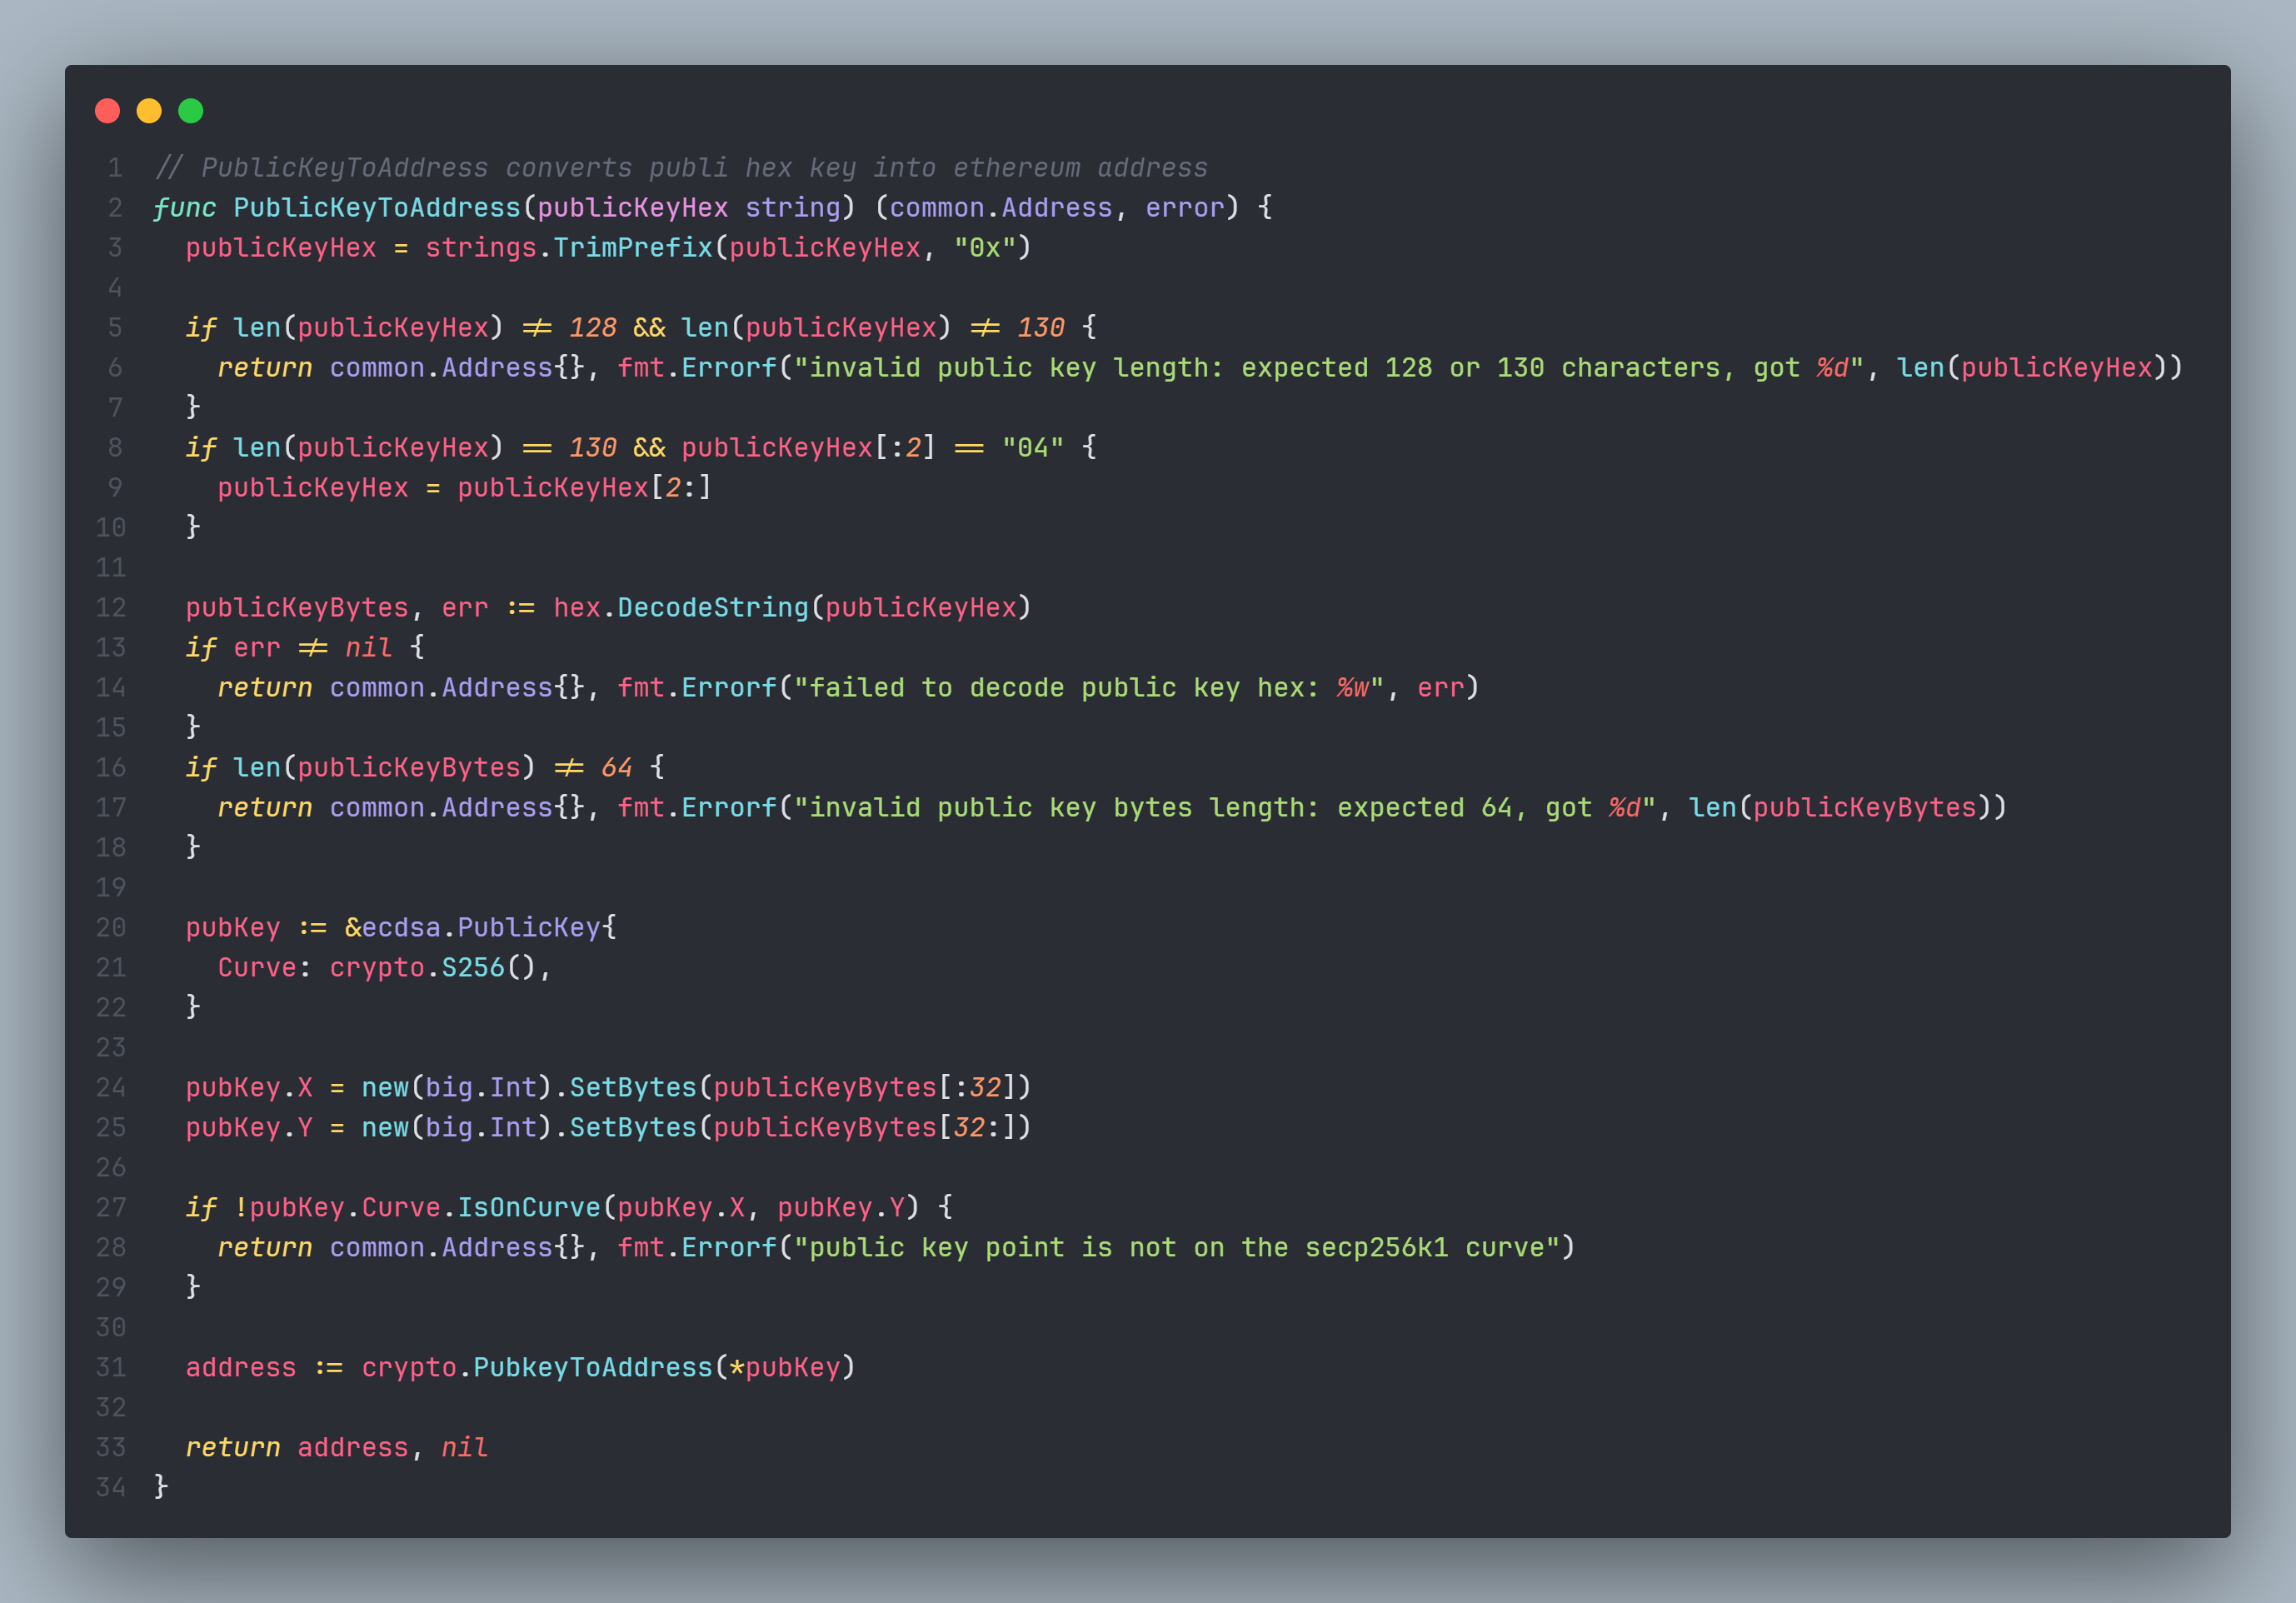 1 // PublicKeyToAddress converts publi hex key into ethereum address
2 func PublicKeyToAddress(publicKeyHex string) (common.Address, error) {
3   publicKeyHex = strings.TrimPrefix(publicKeyHex, "0x")
4
5   if len(publicKeyHex) != 128 && len(publicKeyHex) != 130 {
6     return common.Address{}, fmt.Errorf("invalid public key length: expected 128 or 130 characters, got %d", len(publicKeyHex))
7   }
8   if len(publicKeyHex) == 130 && publicKeyHex[:2] == "04" {
9     publicKeyHex = publicKeyHex[2:]
10   }
11
12   publicKeyBytes, err := hex.DecodeString(publicKeyHex)
13   if err != nil {
14     return common.Address{}, fmt.Errorf("failed to decode public key hex: %w", err)
15   }
16   if len(publicKeyBytes) != 64 {
17     return common.Address{}, fmt.Errorf("invalid public key bytes length: expected 64, got %d", len(publicKeyBytes))
18   }
19
20   pubKey := &ecdsa.PublicKey{
21     Curve: crypto.S256(),
22   }
23
24   pubKey.X = new(big.Int).SetBytes(publicKeyBytes[:32])
25   pubKey.Y = new(big.Int).SetBytes(publicKeyBytes[32:])
26
27   if !pubKey.Curve.IsOnCurve(pubKey.X, pubKey.Y) {
28     return common.Address{}, fmt.Errorf("public key point is not on the secp256k1 curve")
29   }
30
31   address := crypto.PubkeyToAddress(*pubKey)
32
33   return address, nil
34 }